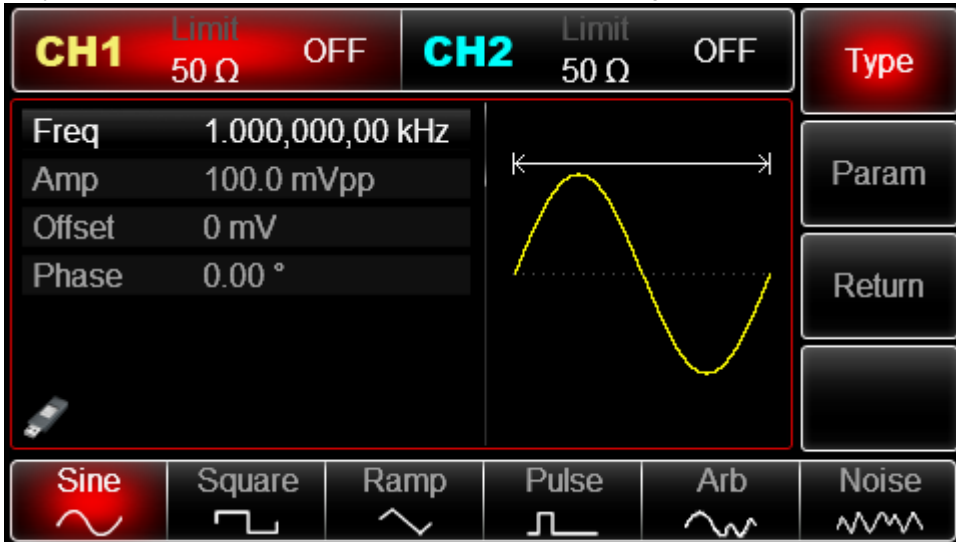 CH1 Limit 50 Ω OFF
CH2 Limit 50 Ω OFF
Type
Freq 1.000,000,00 kHz
Amp 100.0 mVpp
Offset 0 mV
Phase 0.00 °
Param
Return
Sine Square Ramp Pulse Arb Noise